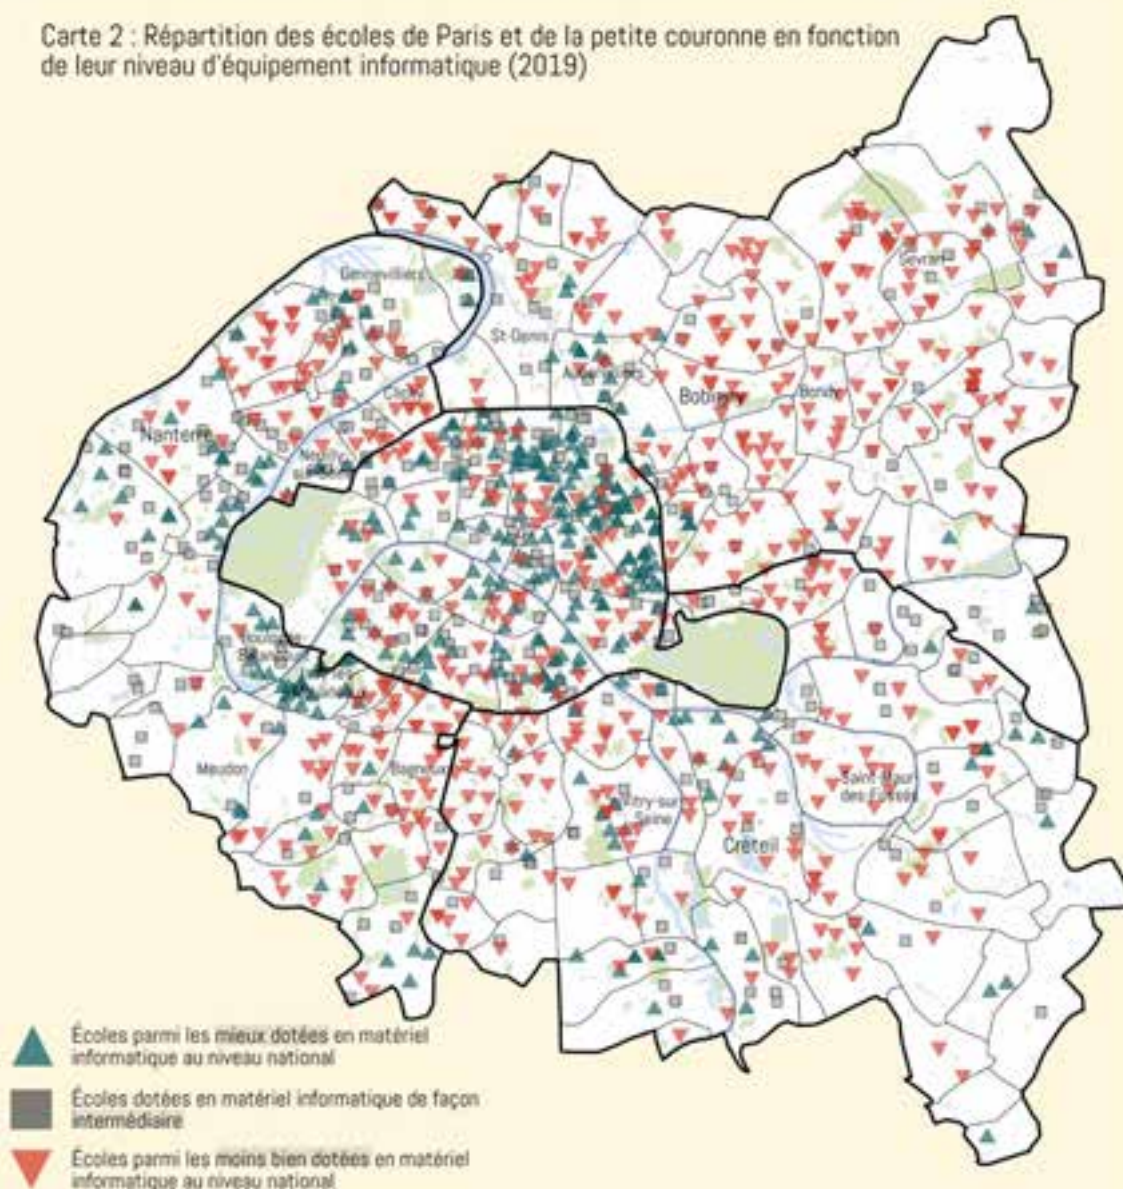 Carte 2 : Répartition des écoles de Paris et de la petite couronne en fonction
de leur niveau d'équipement informatique (2019)
Sevran
Gennevilliers
St-Denis
Clichy
Bobigny
Bondy
Nanterre
Meudon
Bagneux
Vitry-sur-
Seine
Saint-Maur
des Fossés
Créteil
Écoles parmi les mieux dotées en matériel
informatique au niveau national
Écoles dotées en matériel informatique de façon
intermédiaire
Écoles parmi les moins bien dotées en matériel
informatique au niveau national